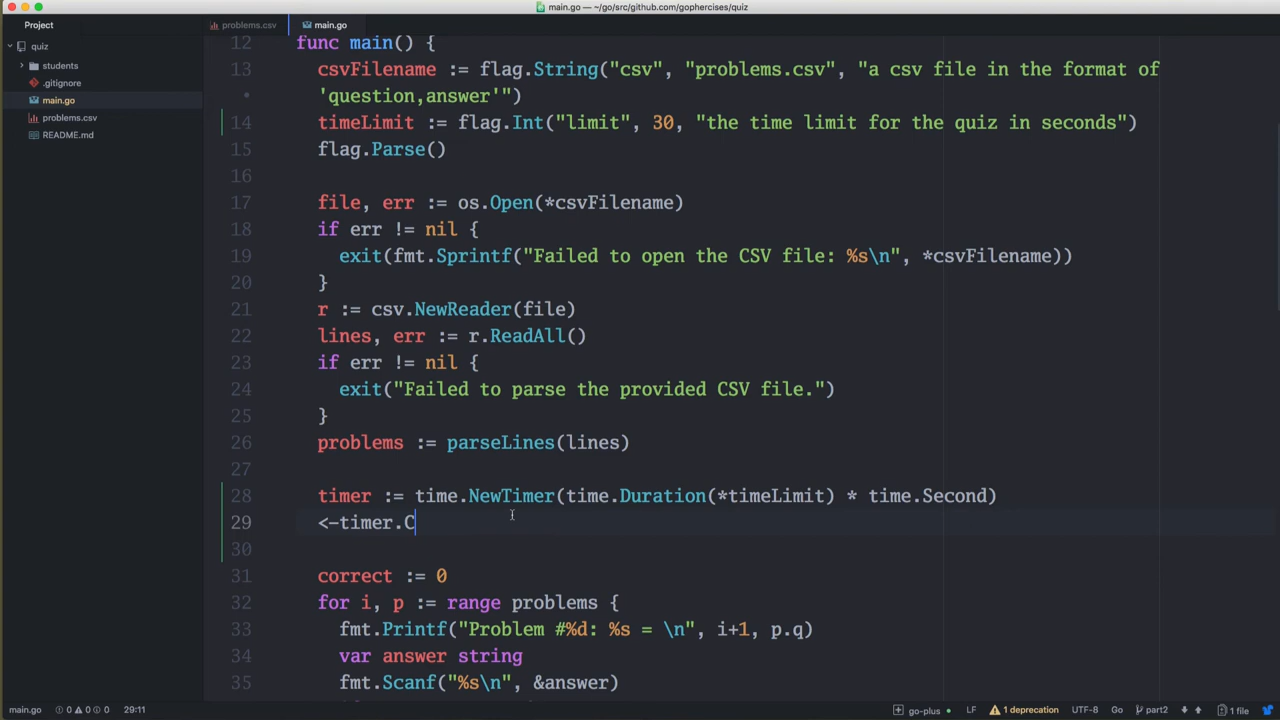 main.go — ~/go/src/github.com/gophercises/quiz
Project
problems.csv
main.go
quiz
students
.gitignore
main.go
problems.csv
README.md
12 func main() {
13 csvFilename := flag.String("csv", "problems.csv", "a csv file in the format of
• 'question,answer'")
14 timeLimit := flag.Int("limit", 30, "the time limit for the quiz in seconds")
15 flag.Parse()
16
17 file, err := os.Open(*csvFilename)
18 if err != nil {
19 exit(fmt.Sprintf("Failed to open the CSV file: %s\n", *csvFilename))
20 }
21 r := csv.NewReader(file)
22 lines, err := r.ReadAll()
23 if err != nil {
24 exit("Failed to parse the provided CSV file.")
25 }
26 problems := parseLines(lines)
27
28 timer := time.NewTimer(time.Duration(*timeLimit) * time.Second)
29 <-timer.C
30
31 correct := 0
32 for i, p := range problems {
33 fmt.Printf("Problem #%d: %s = \n", i+1, p.q)
34 var answer string
35 fmt.Scanf("%s\n", &answer)
main.go 0 0 0 29:11 go-plus LF 1 deprecation UTF-8 Go part2 1 file